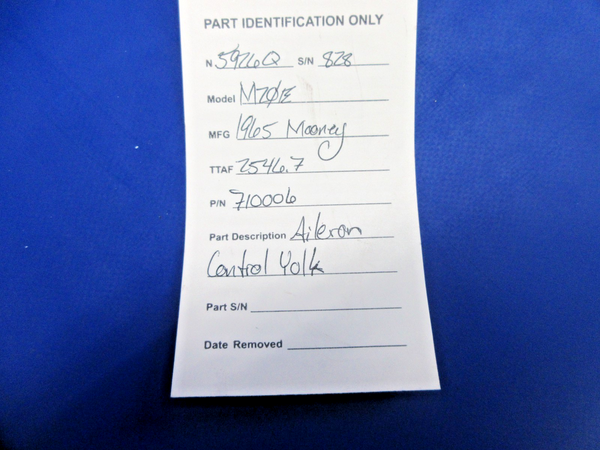 PART IDENTIFICATION ONLY
N 5926Q S/N 828
Model M20E
MFG 1965 Mooney
TTAF 2546.7
P/N 710006
Part Description Aileron
Control Yolk
Part S/N
Date Removed